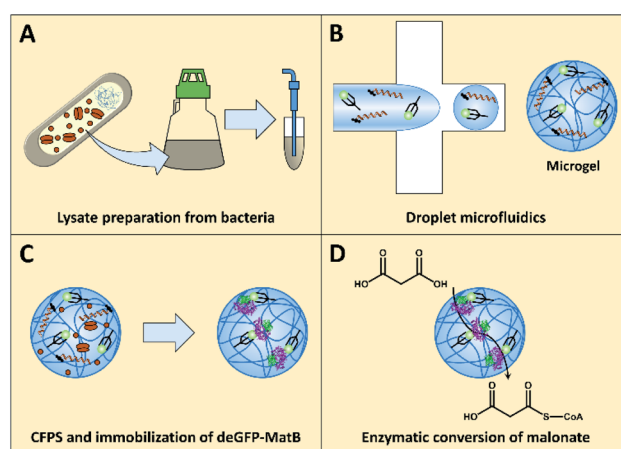 A
Lysate preparation from bacteria
B
Microgel
Droplet microfluidics
C
CFPS and immobilization of deGFP-MatB
D
O O
HO OH
O O
HO S CoA
Enzymatic conversion of malonate